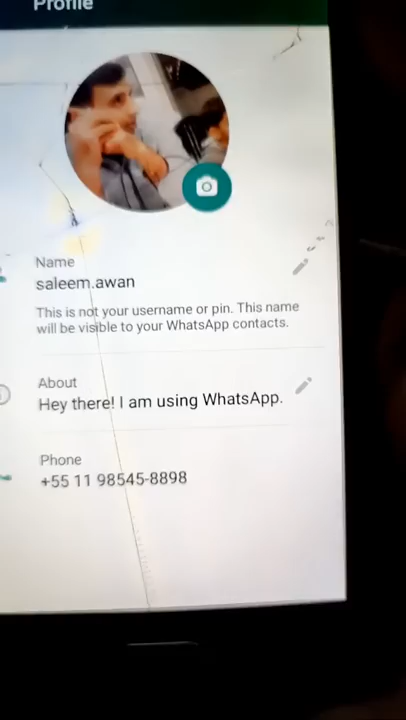 Profile
Name
saleem.awan
This is not your username or pin. This name
will be visible to your WhatsApp contacts.
About
Hey there! I am using WhatsApp.
Phone
+55 11 98545-8898